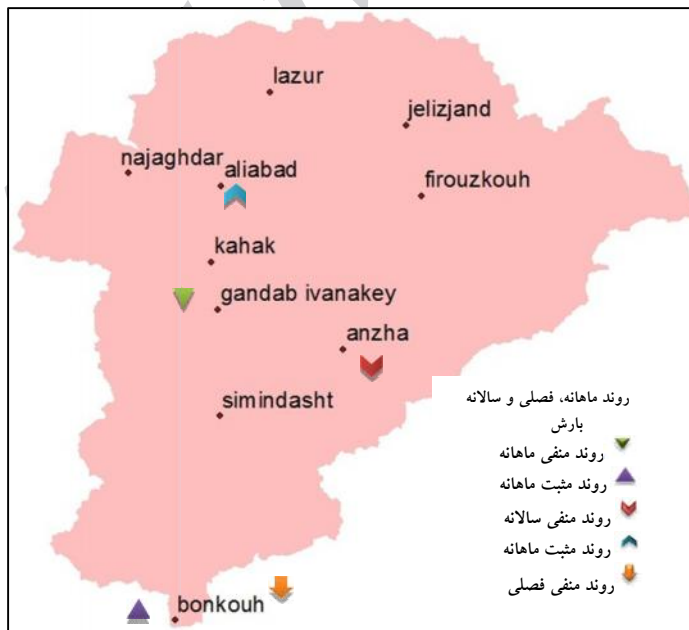 lazur
jelizjand
najaghdar
aliabad
firouzkouh
kahak
gandab ivanakey
anzha
simindasht
bonkouh
روند ماهانه، فصلی و سالانه
بارش
روند منفی ماهانه
روند مثبت ماهانه
روند منفی سالانه
روند مثبت ماهانه
روند منفی فصلی